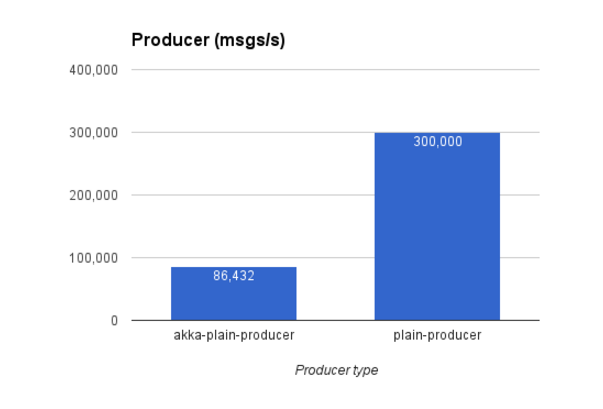 Producer (msgs/s)
400,000
300,000
200,000
100,000
0
300,000
86,432
akka-plain-producer
plain-producer
Producer type